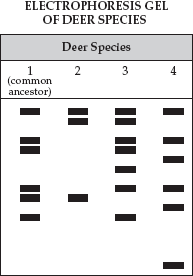 ELECTROPHORESIS GEL
OF DEER SPECIES
Deer Species
1 2 3 4
(common
ancestor)